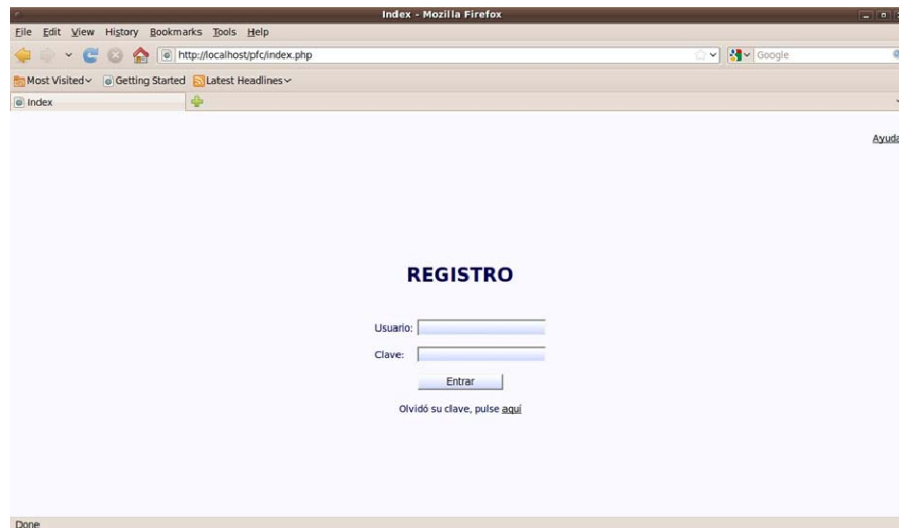 Index - Mozilla Firefox
File Edit View History Bookmarks Tools Help
http://localhost/pfc/index.php
Google
Most Visited Getting Started Latest Headlines
Index
Ayuda
REGISTRO
Usuario:
Clave:
Entrar
Olvidó su clave, pulse aquí
Done